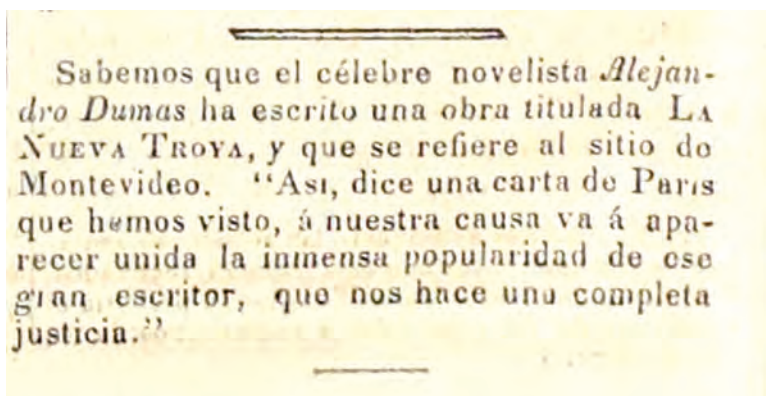 Sabemos que el célebre novelista Alejan-
dro Dumas ha escrito una obra titulada LA
NUEVA TROYA, y que se refiere al sitio de
Montevideo. "Asi, dice una carta de Paris
que hemos visto, á nuestra causa va á apa-
recer unida la inmensa popularidad de ese
gran escritor, que nos hace una completa
justicia."